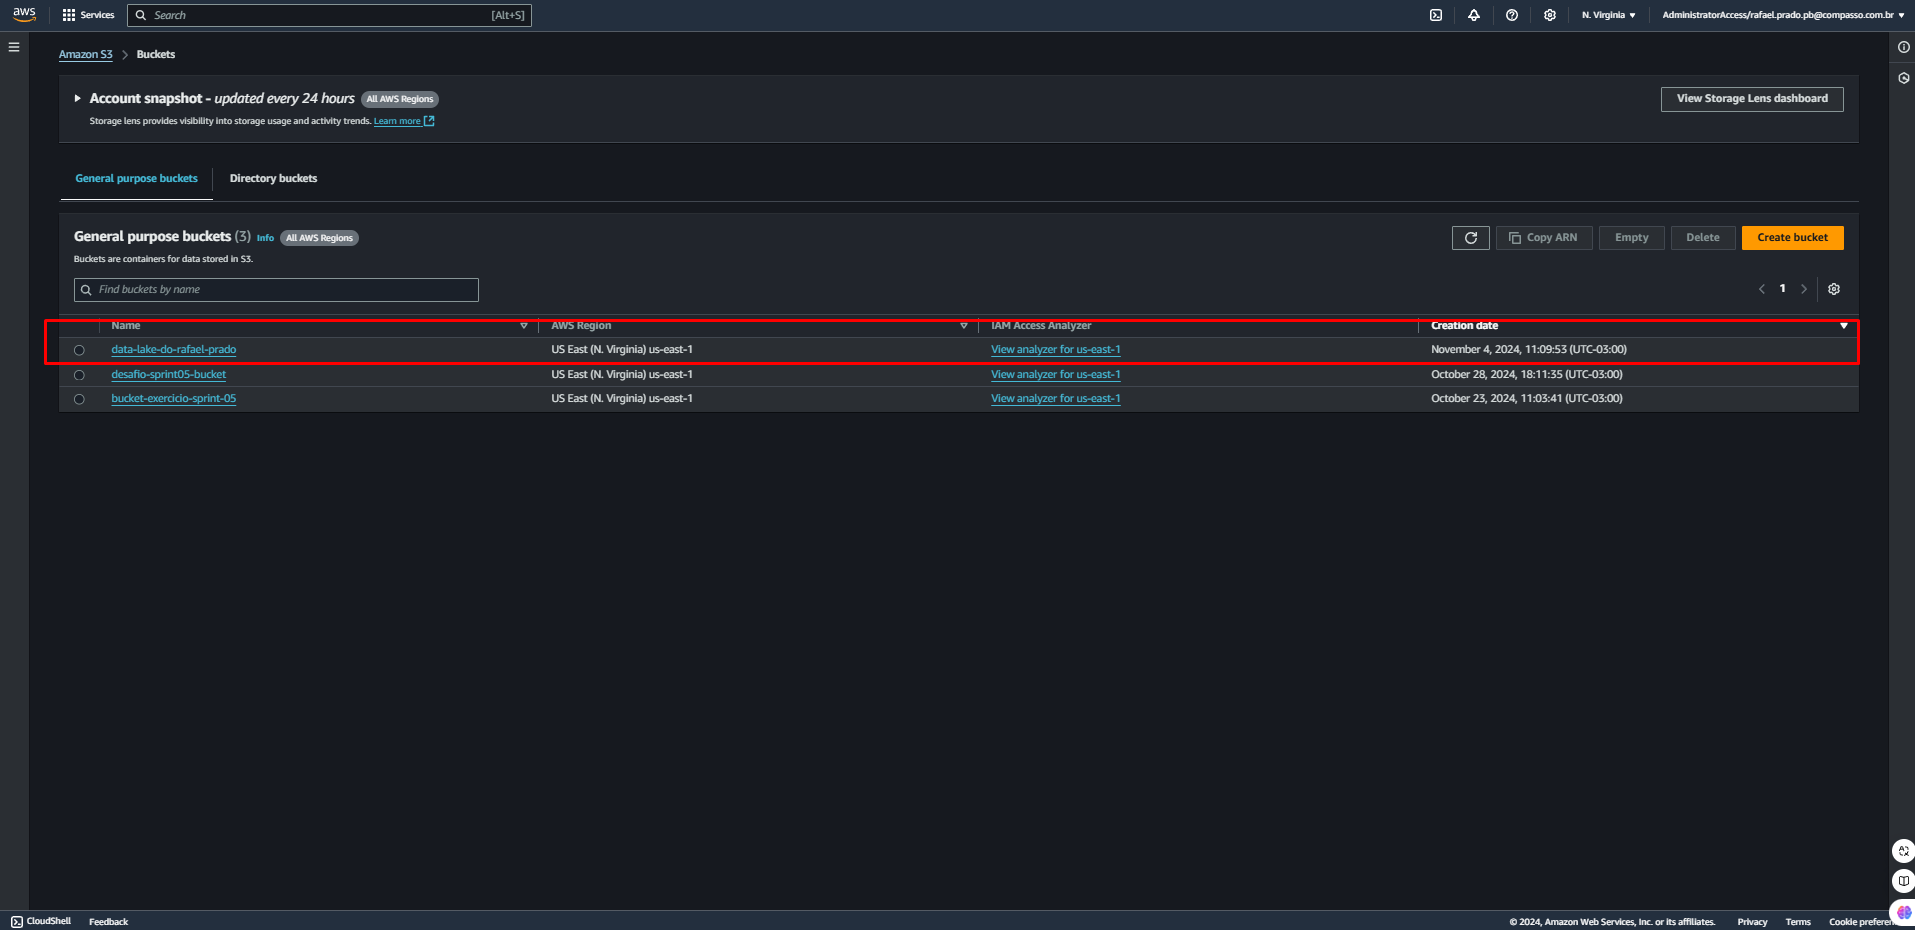 aws Services Search [Alt+S] N. Virginia AdministratorAccess/rafael.prado.pb@compasso.com.br
Amazon S3 Buckets
Account snapshot - updated every 24 hours All AWS Regions View Storage Lens dashboard
Storage lens provides visibility into storage usage and activity trends. Learn more
General purpose buckets Directory buckets
General purpose buckets (3) Info All AWS Regions Copy ARN Empty Delete Create bucket
Buckets are containers for data stored in S3.
Find buckets by name 1
Name AWS Region IAM Access Analyzer Creation date
data-lake-do-rafael-prado US East (N. Virginia) us-east-1 View analyzer for us-east-1 November 4, 2024, 11:09:53 (UTC-03:00)
desafio-sprint05-bucket US East (N. Virginia) us-east-1 View analyzer for us-east-1 October 28, 2024, 18:11:35 (UTC-03:00)
bucket-exercicio-sprint-05 US East (N. Virginia) us-east-1 View analyzer for us-east-1 October 23, 2024, 11:03:41 (UTC-03:00)
CloudShell Feedback © 2024, Amazon Web Services, Inc. or its affiliates. Privacy Terms Cookie preferen